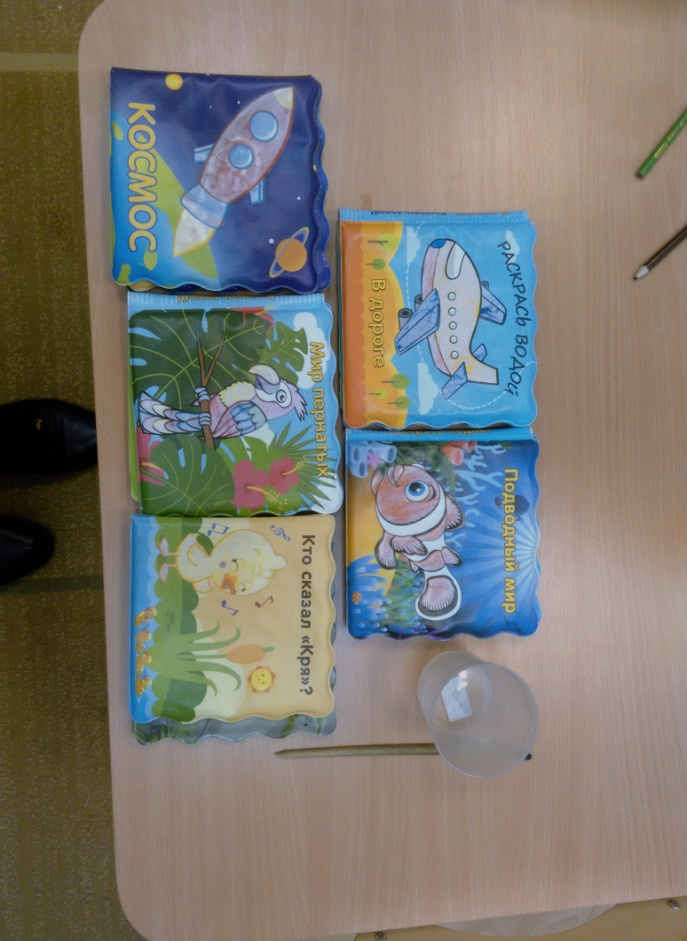 КОСМОС
РАСКРАСЬ ВОДОЙ
В дороге
Мир пернатых
Подводный мир
Кто сказал «Кря»?